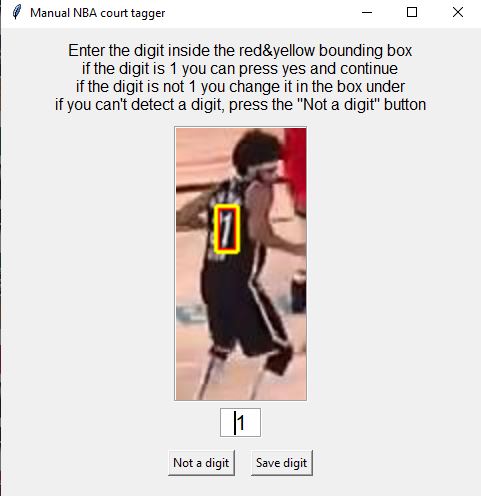 Manual NBA court tagger
Enter the digit inside the red&yellow bounding box
if the digit is 1 you can press yes and continue
if the digit is not 1 you change it in the box under
if you can't detect a digit, press the "Not a digit" button
1
1
Not a digit Save digit